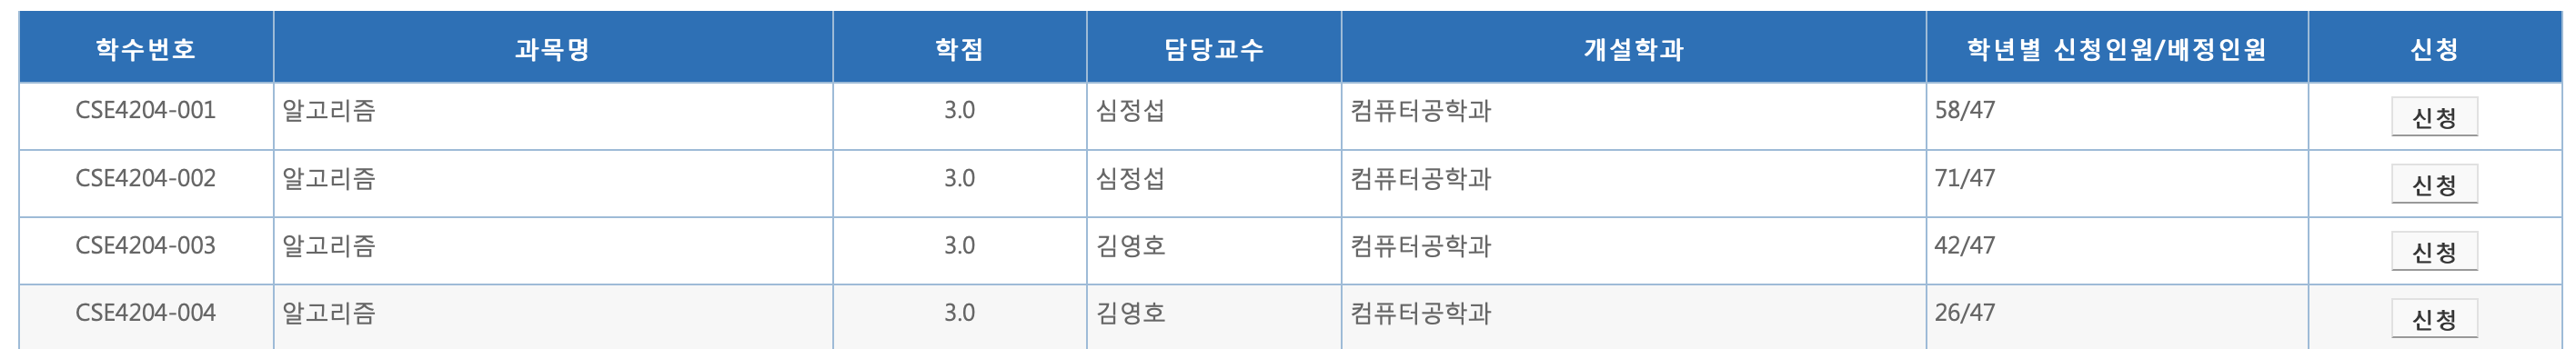 학수번호 과목명 학점 담당교수 개설학과 학년별 신청인원/배정인원 신청
CSE4204-001 알고리즘 3.0 심정섭 컴퓨터공학과 58/47 신청
CSE4204-002 알고리즘 3.0 심정섭 컴퓨터공학과 71/47 신청
CSE4204-003 알고리즘 3.0 김영호 컴퓨터공학과 42/47 신청
CSE4204-004 알고리즘 3.0 김영호 컴퓨터공학과 26/47 신청